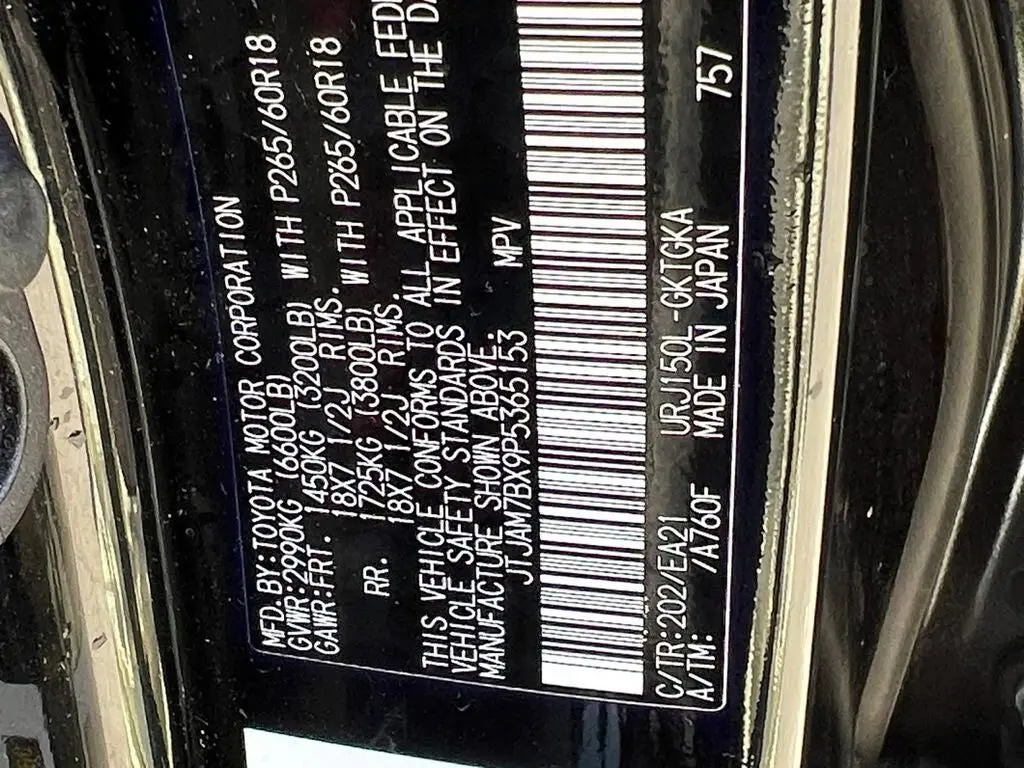 MFD. BY: TOYOTA MOTOR CORPORATION
GVWR: 2990KG (6600LB)
GAWR: FRT. 1450KG (3200LB) WITH P265/60R18
18X7 1/2J RIMS.
RR. 1725KG (3800LB) WITH P265/60R18
18X7 1/2J RIMS.
THIS VEHICLE CONFORMS TO ALL APPLICABLE
VEHICLE SAFETY STANDARDS IN EFFECT ON THE
MANUFACTURE SHOWN ABOVE.
JTJAM7BX9P5365153 MPV
C/TR: 202/EA21 URJ150L-GKTGKA
A/TM: /A760F MADE IN JAPAN 757